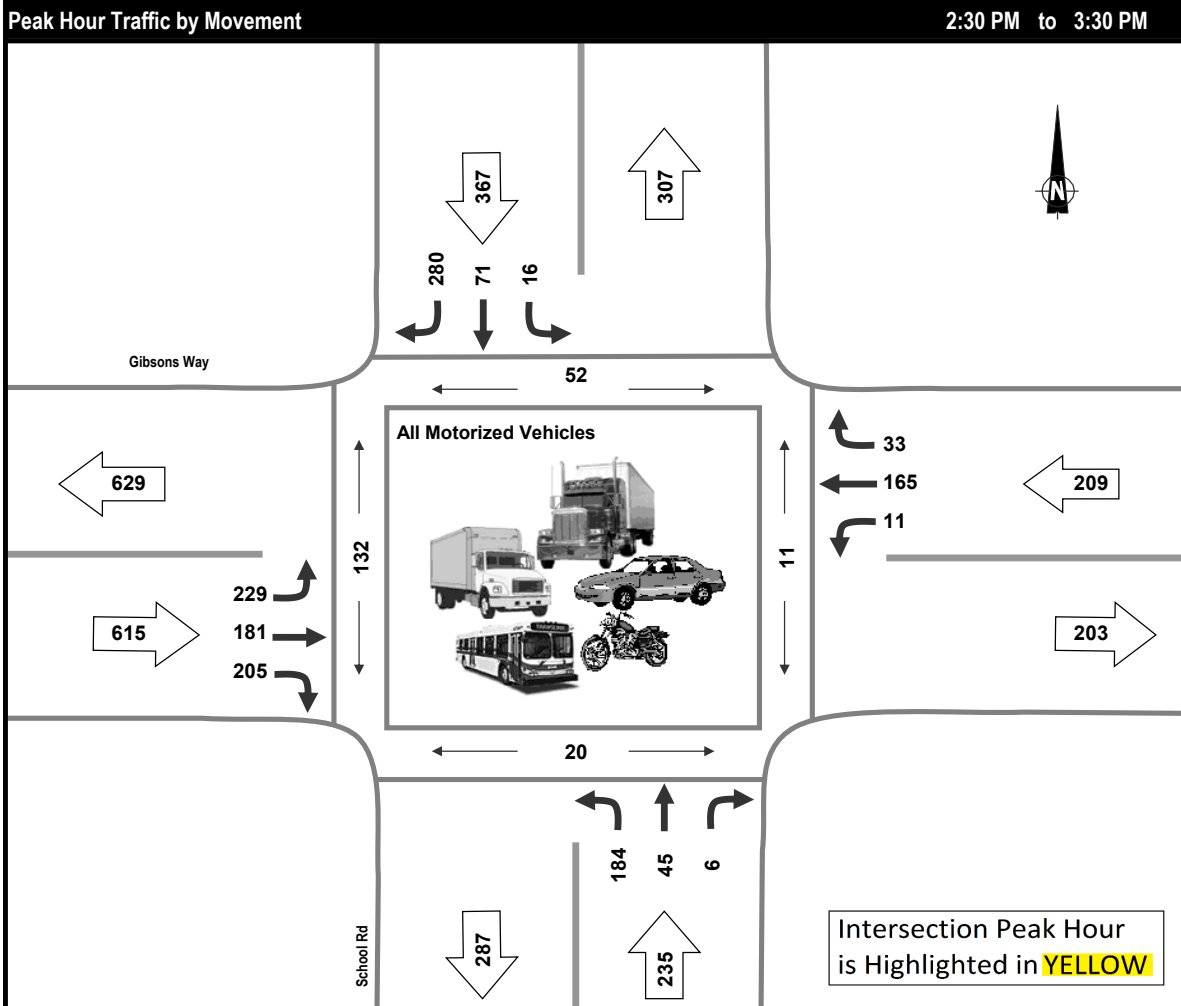 Peak Hour Traffic by Movement 2:30 PM to 3:30 PM
367
307
N
280 71 16
Gibsons Way
52
All Motorized Vehicles
33
629
165
209
11
132
11
229
615
181
203
205
20
184 45 6
School Rd
287
235
Intersection Peak Hour
is Highlighted in YELLOW